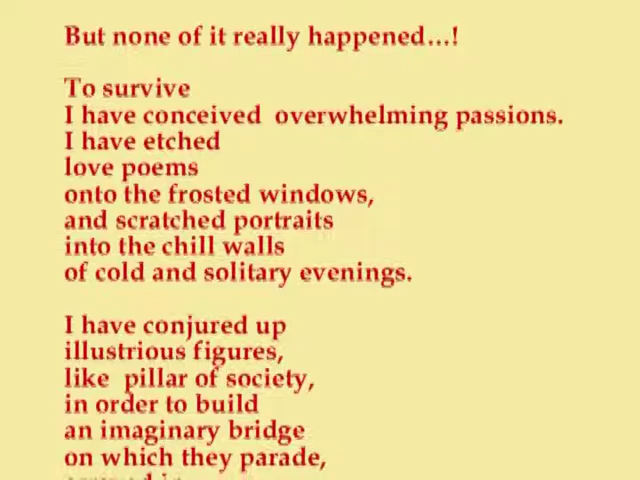 But none of it really happened...!
To survive
I have conceived  overwhelming passions.
I have etched
love poems
onto the frosted windows,
and scratched portraits
into the chill walls
of cold and solitary evenings.
I have conjured up
illustrious figures,
like  pillar of society,
in order to build
an imaginary bridge
on which they parade,